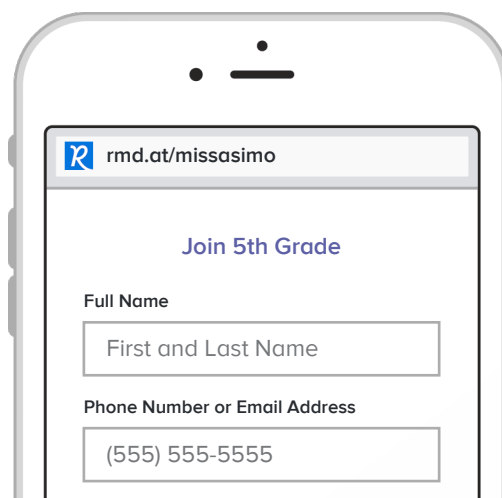 rmd.at/missasimo
Join 5th Grade
Full Name
First and Last Name
Phone Number or Email Address
(555) 555-5555